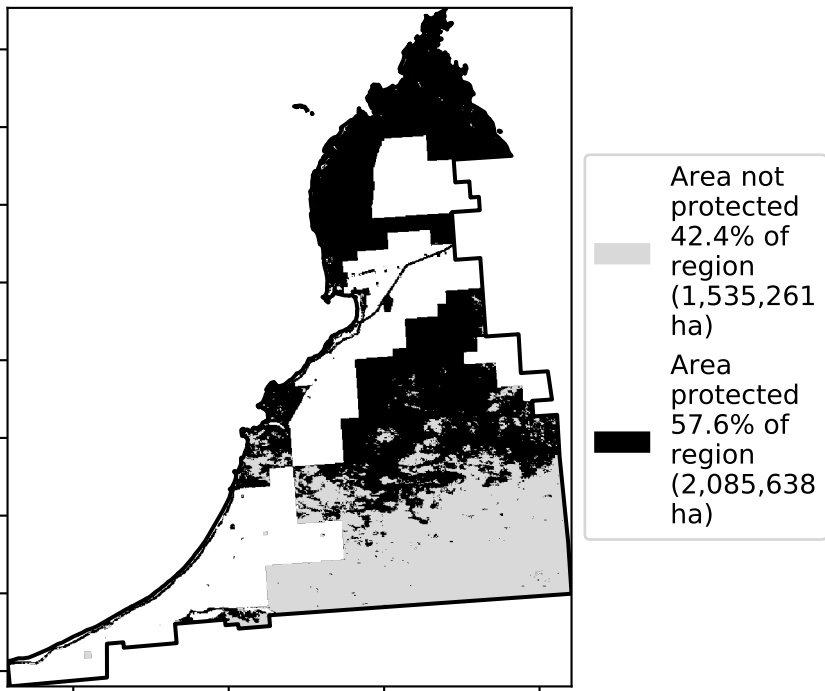 Area not
protected
42.4% of
region
(1,535,261
ha)
Area
protected
57.6% of
region
(2,085,638
ha)